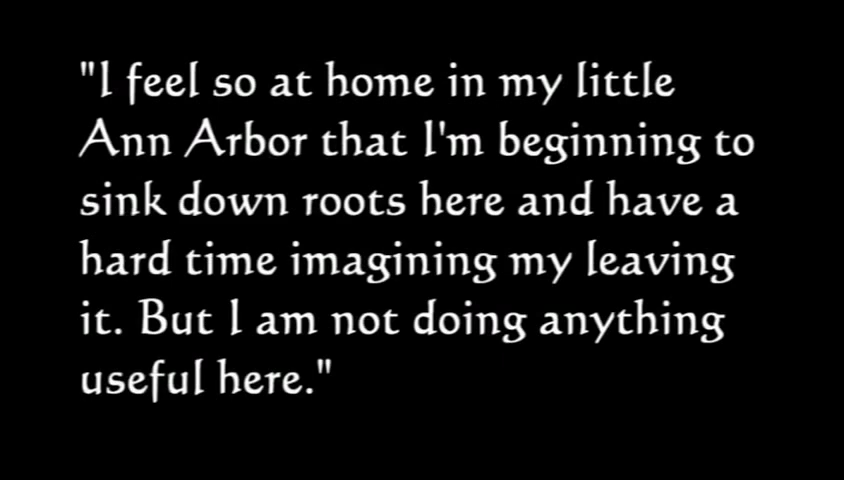 "I feel so at home in my little
Ann Arbor that I'm beginning to
sink down roots here and have a
hard time imagining my leaving
it. But I am not doing anything
useful here."